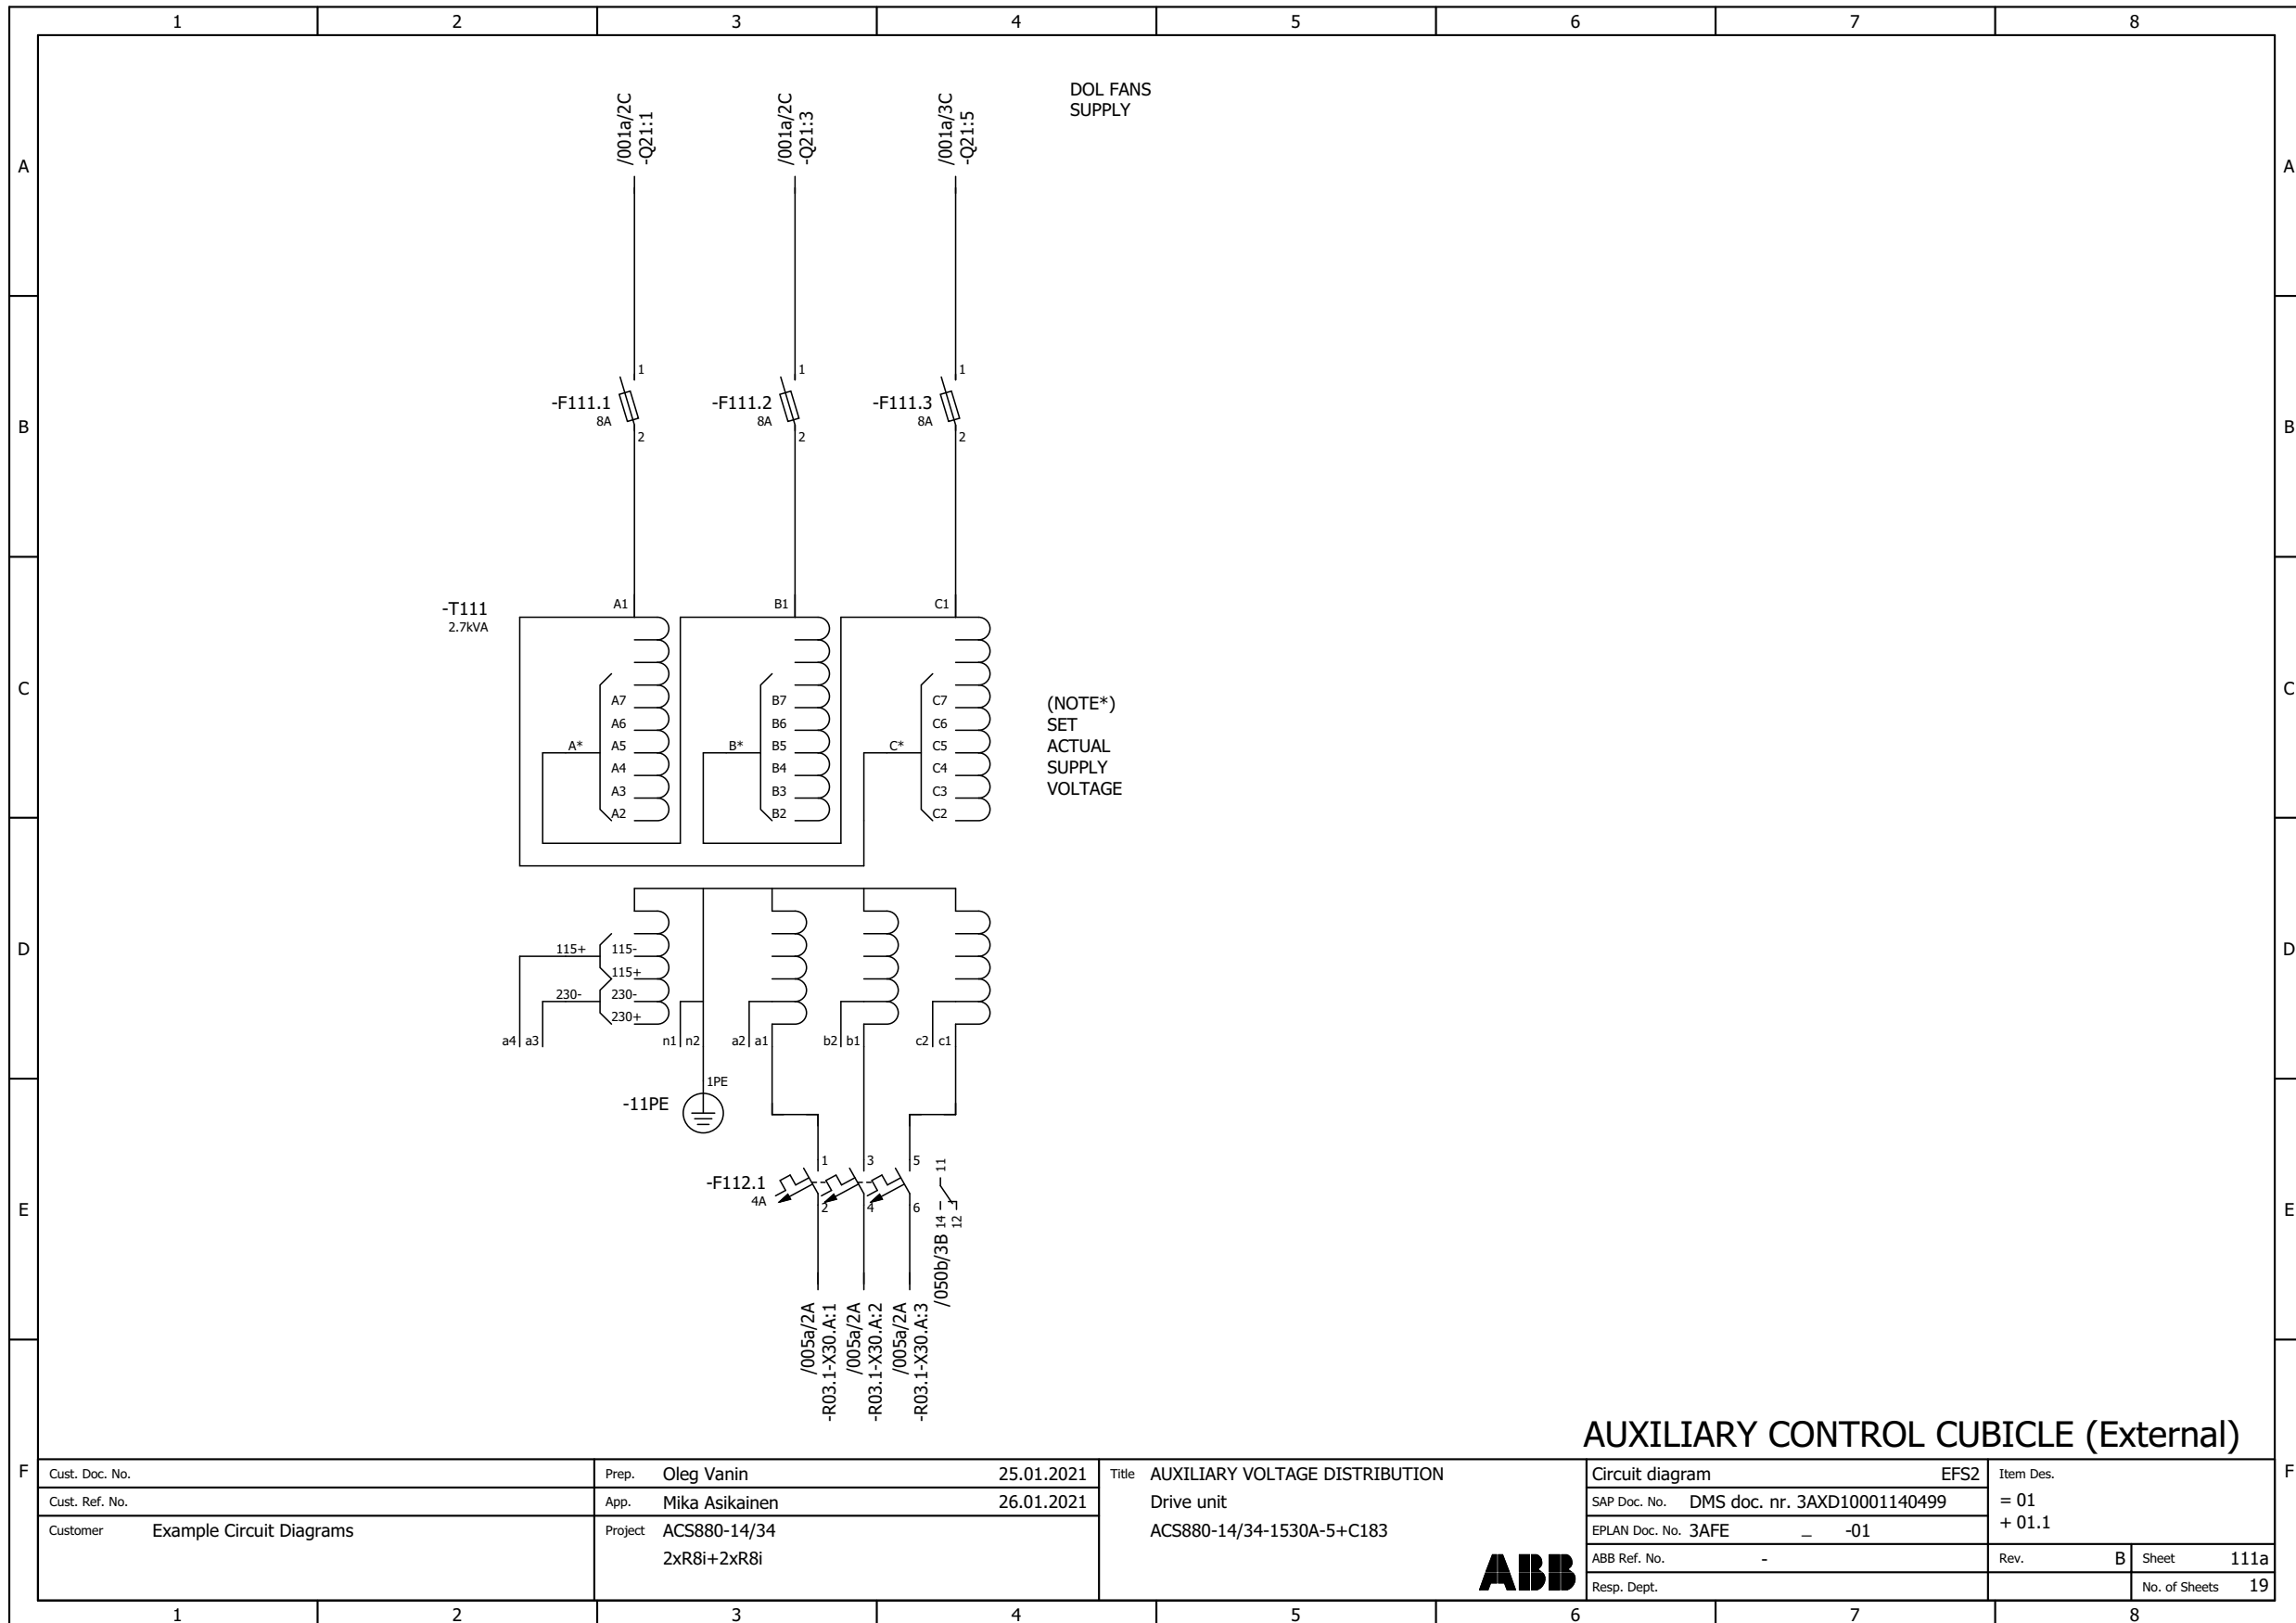 1 2 3 4 5 6 7 8
DOL FANS
SUPPLY
/001a/2C
-Q21:1
/001a/2C
-Q21:3
/001a/3C
-Q21:5
A A
1 1 1
-F111.1 -F111.2 -F111.3
8A 8A 8A
2 2 2
B B
-T111
2.7kVA
A1 B1 C1
C C
A7 B7 C7
A6 B6 C6
A* A5 B* B5 C* C5
A4 B4 C4
A3 B3 C3
A2 B2 C2
(NOTE*)
SET
ACTUAL
SUPPLY
VOLTAGE
D D
115+ 115-
115+
230- 230-
230+
a4 a3 n1 n2 a2 a1 b2 b1 c2 c1
1PE
-11PE
1 3 5 11
-F112.1
4A
2 4 6 14 12
E E
/050b/3B
/005a/2A
-R03.1-X30.A:1
/005a/2A
-R03.1-X30.A:2
/005a/2A
-R03.1-X30.A:3
AUXILIARY CONTROL CUBICLE (External)
F F
Cust. Doc. No.
Cust. Ref. No.
Customer Example Circuit Diagrams
Prep. Oleg Vanin 25.01.2021
App. Mika Asikainen 26.01.2021
Project ACS880-14/34
2xR8i+2xR8i
Title AUXILIARY VOLTAGE DISTRIBUTION
Drive unit
ACS880-14/34-1530A-5+C183
ABB
Circuit diagram EFS2
SAP Doc. No. DMS doc. nr. 3AXD10001140499
EPLAN Doc. No. 3AFE _ -01
ABB Ref. No. -
Resp. Dept.
Item Des.
= 01
+ 01.1
Rev. B Sheet 111a
No. of Sheets 19
1 2 3 4 5 6 7 8